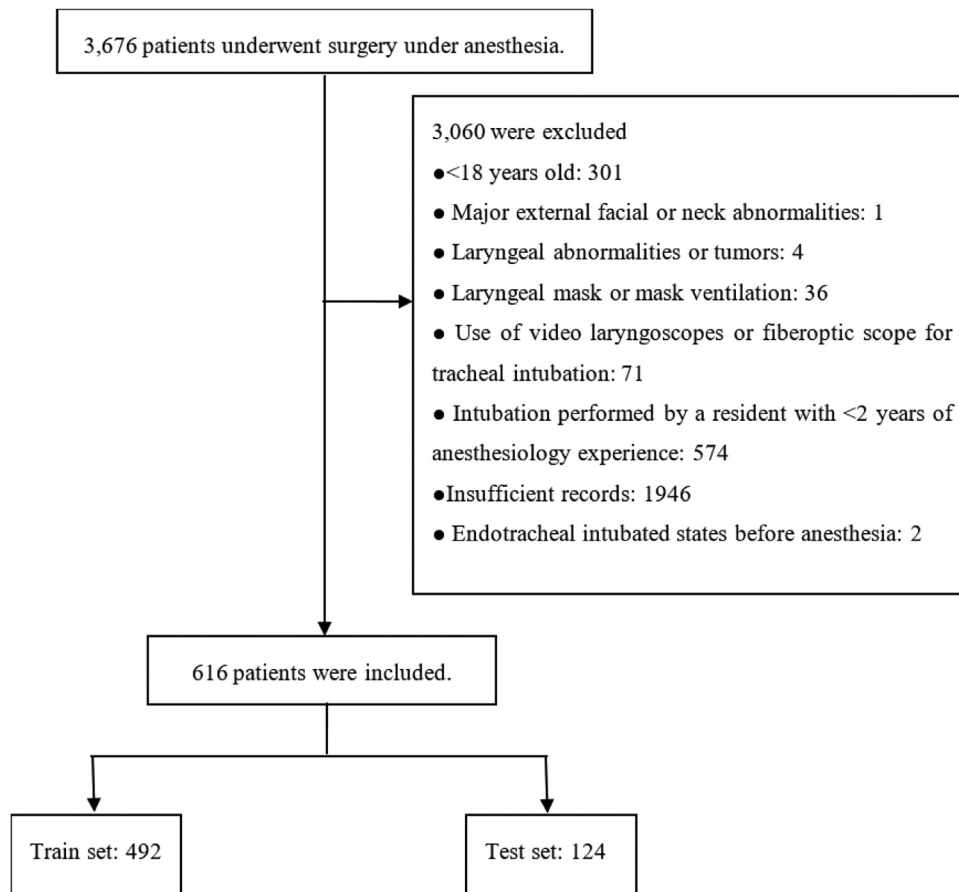 3,676 patients underwent surgery under anesthesia.
3,060 were excluded
●<18 years old: 301
● Major external facial or neck abnormalities: 1
● Laryngeal abnormalities or tumors: 4
● Laryngeal mask or mask ventilation: 36
● Use of video laryngoscopes or fiberoptic scope for
tracheal intubation: 71
● Intubation performed by a resident with <2 years of
anesthesiology experience: 574
●Insufficient records: 1946
● Endotracheal intubated states before anesthesia: 2
616 patients were included.
Train set: 492
Test set: 124